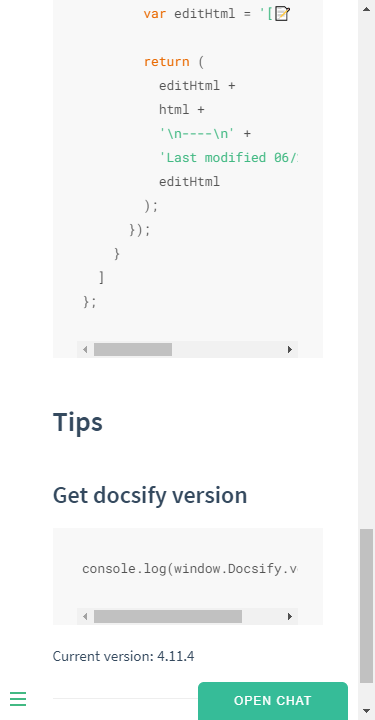 var editHtml = '[📝
return (
editHtml +
html +
'\n----\n' +
'Last modified 06/
editHtml
);
});
}
]
};
Tips
Get docsify version
console.log(window.Docsify.v
Current version: 4.11.4
OPEN CHAT